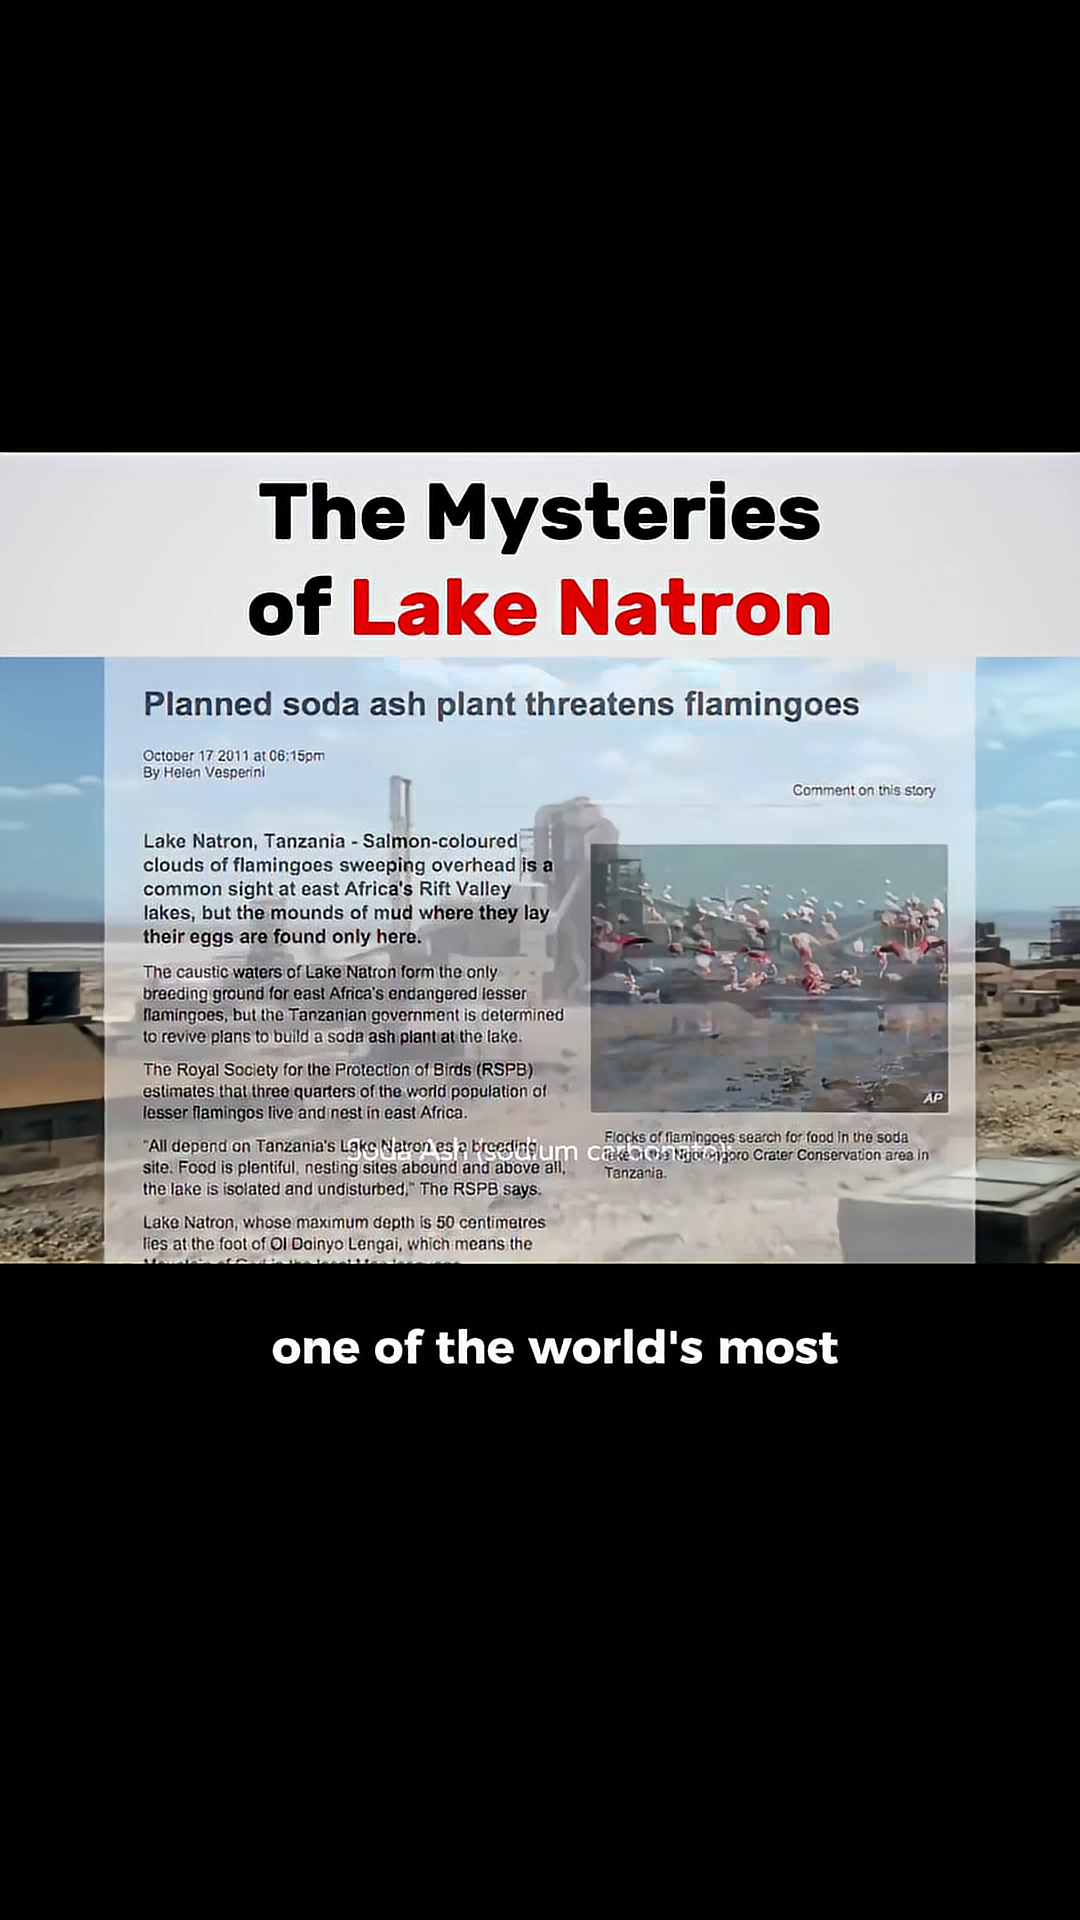 The Mysteries
of Lake Natron
Planned soda ash plant threatens flamingoes
October 17 2011 at 06:15pm
By Helen Vesperini
Comment on this story
Lake Natron, Tanzania - Salmon-coloured
clouds of flamingoes sweeping overhead is a
common sight at east Africa's Rift Valley
lakes, but the mounds of mud where they lay
their eggs are found only here.
The caustic waters of Lake Natron form the only
breeding ground for east Africa's endangered lesser
flamingoes, but the Tanzanian government is determined
to revive plans to build a soda ash plant at the lake.
The Royal Society for the Protection of Birds (RSPB)
estimates that three quarters of the world population of
lesser flamingos live and nest in east Africa.
"All depend on Tanzania's Lake Natron as a breeding
site. Food is plentiful, nesting sites abound and above all,
the lake is isolated and undisturbed," The RSPB says.
Lake Natron, whose maximum depth is 50 centimetres
lies at the foot of Ol Doinyo Lengai, which means the
AP
Flocks of flamingoes search for food in the soda
Crater Conservation area in
Tanzania.
Soda Ash (sodium carbonate)
one of the world's most